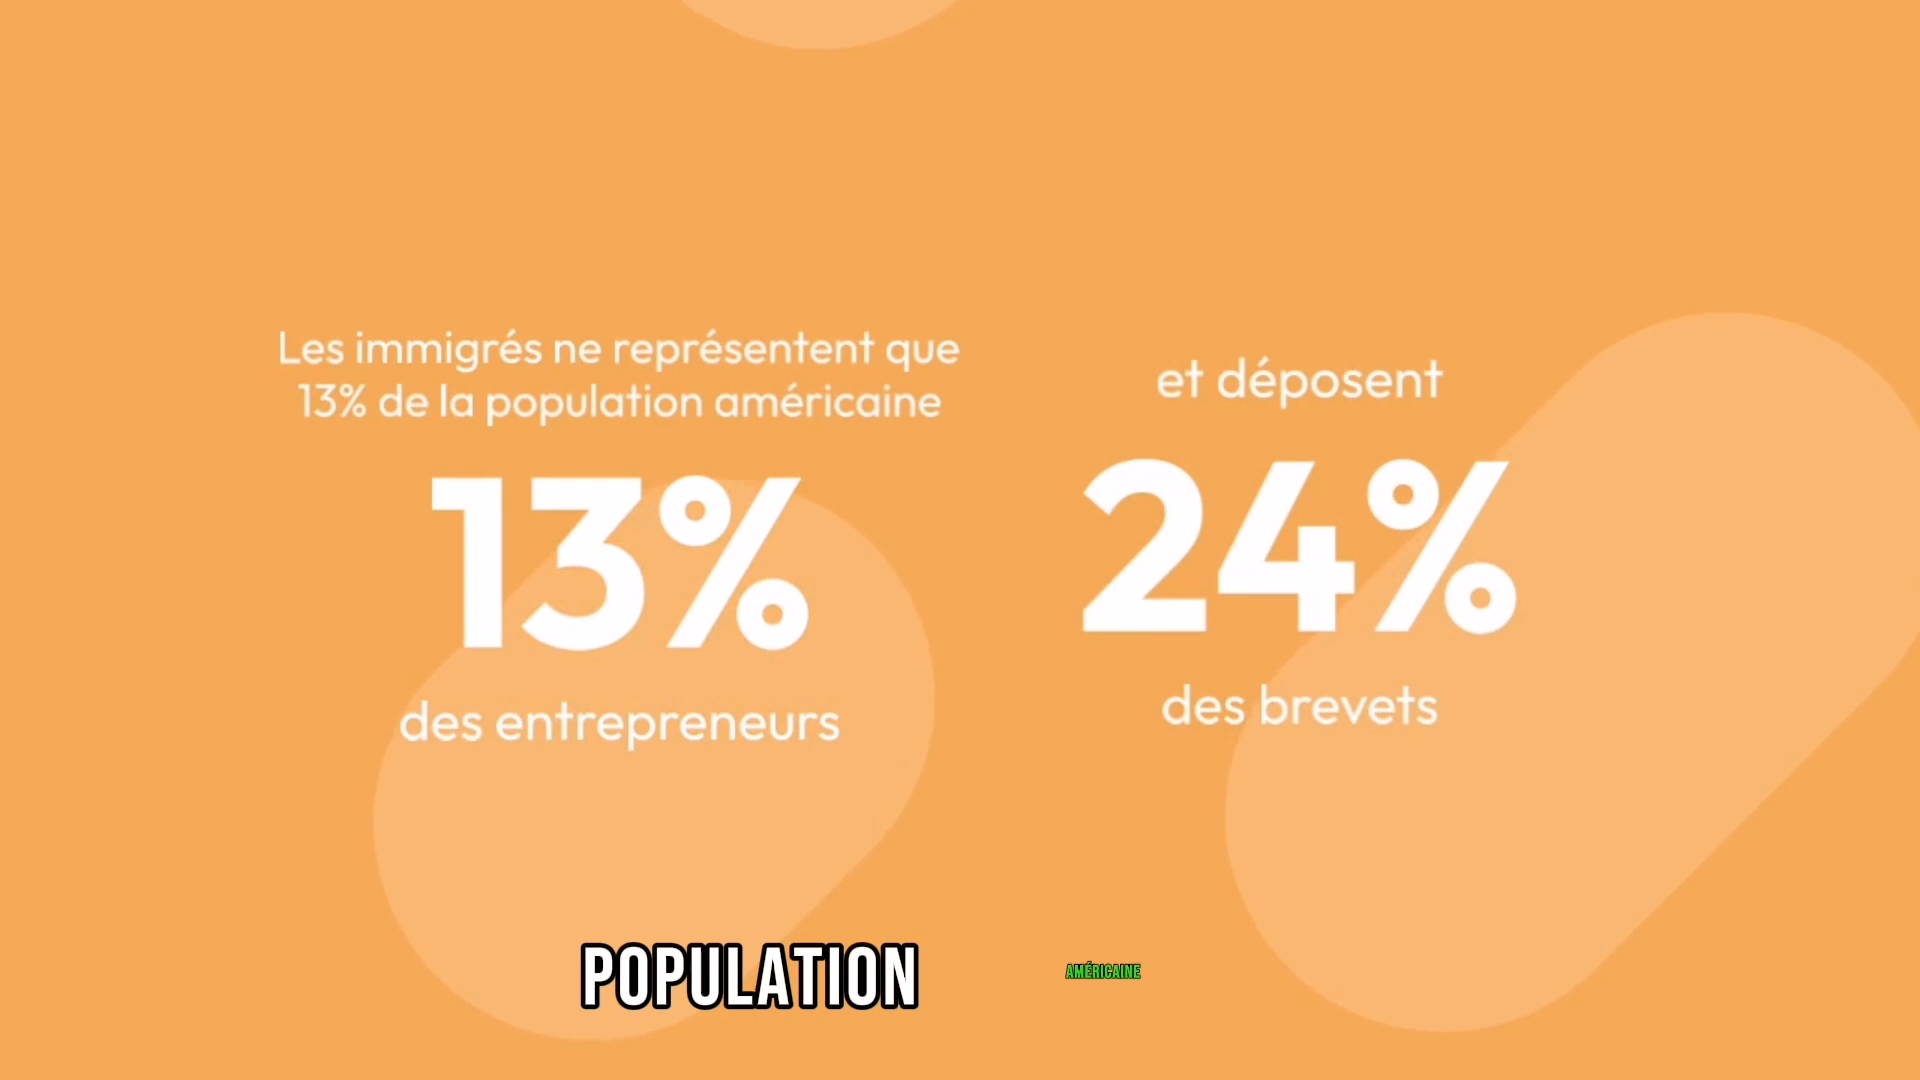 Les immigrés ne représentent que
13% de la population américaine
13%
des entrepreneurs
et déposent
24%
des brevets
POPULATION AMÉRICAINE